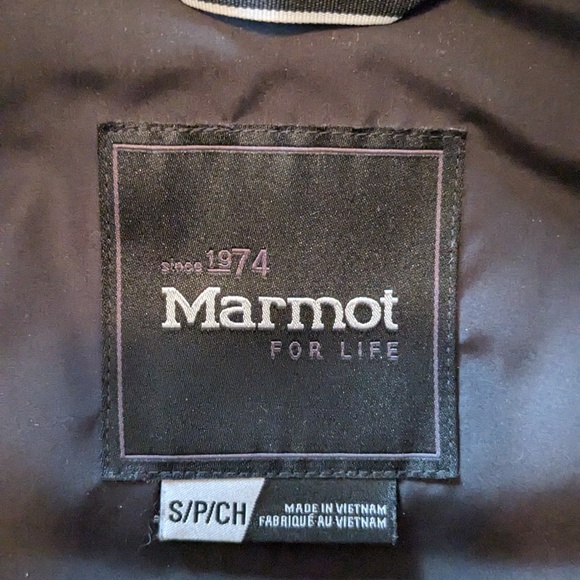 since 1974
Marmot
FOR LIFE
S/P/CH
MADE IN VIETNAM
FABRIQUÉ AU VIETNAM